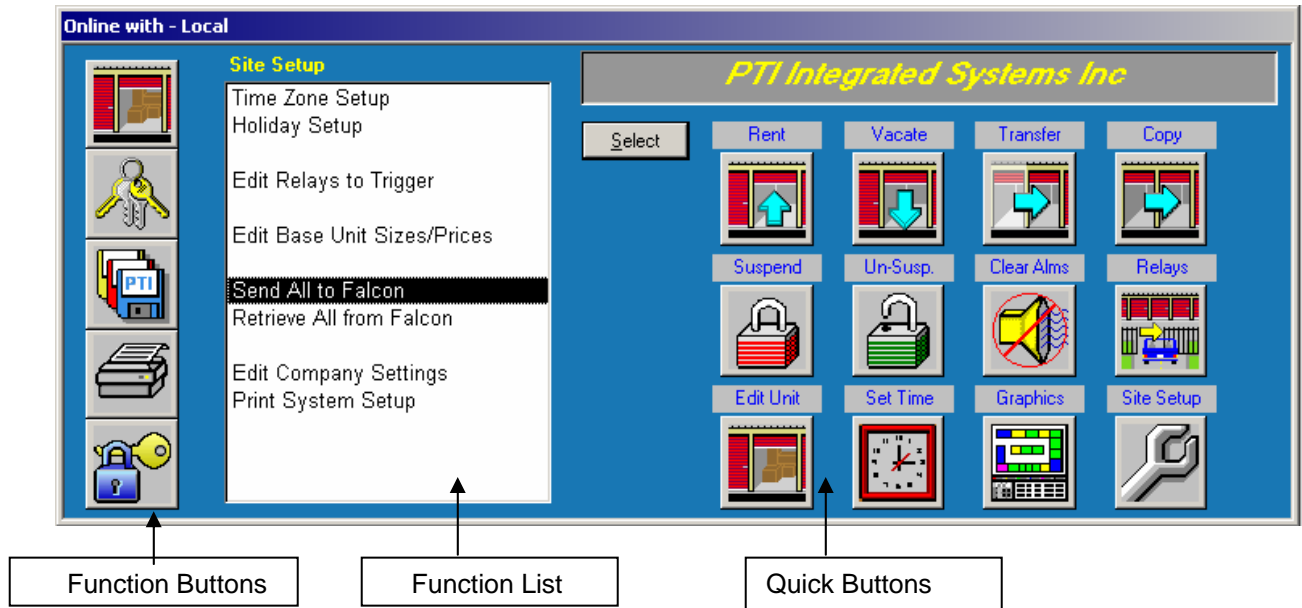 Online with - Local
Site Setup
Time Zone Setup
Holiday Setup
Edit Relays to Trigger
Edit Base Unit Sizes/Prices
Send All to Falcon
Retrieve All from Falcon
Edit Company Settings
Print System Setup
PTI
PTI Integrated Systems Inc
Select
Rent
Vacate
Transfer
Copy
Suspend
Un-Susp.
Clear Alms
Relays
Edit Unit
Set Time
Graphics
Site Setup
Function Buttons
Function List
Quick Buttons